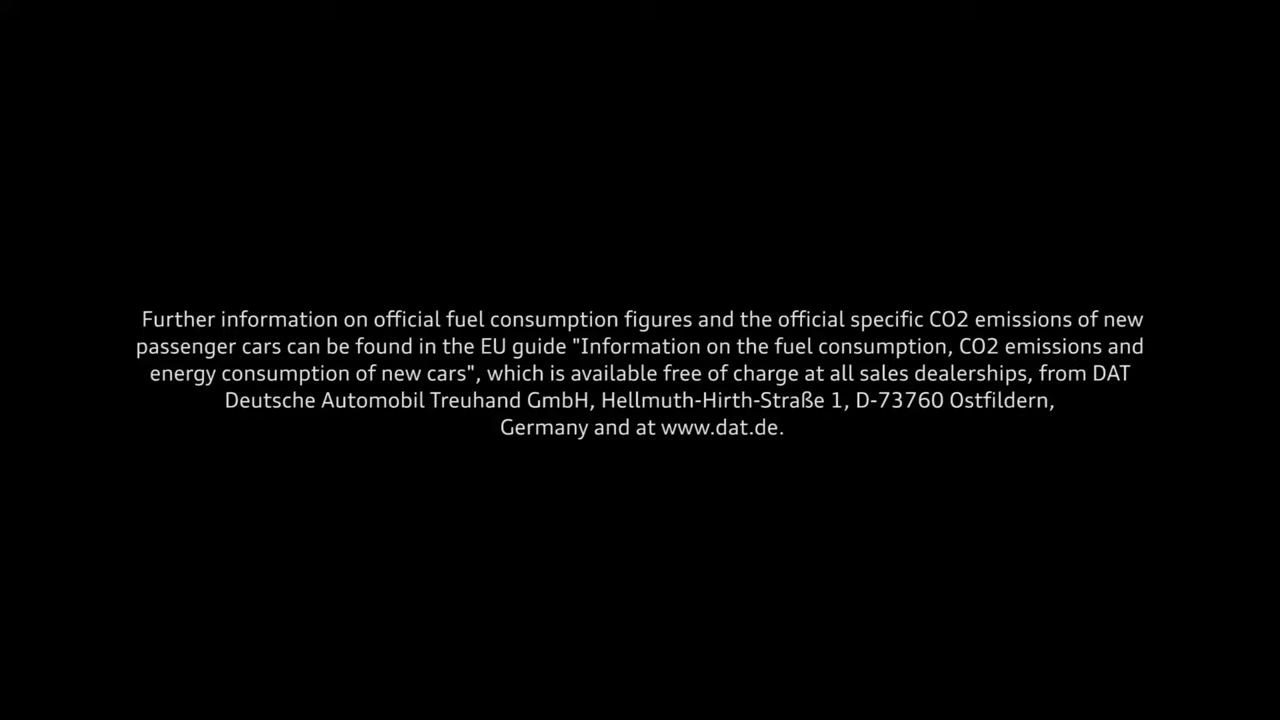 Further information on official fuel consumption figures and the official specific CO2 emissions of new
passenger cars can be found in the EU guide "Information on the fuel consumption, CO2 emissions and
energy consumption of new cars", which is available free of charge at all sales dealerships, from DAT
Deutsche Automobil Treuhand GmbH, Hellmuth-Hirth-Straße 1, D-73760 Ostfildern,
Germany and at www.dat.de.